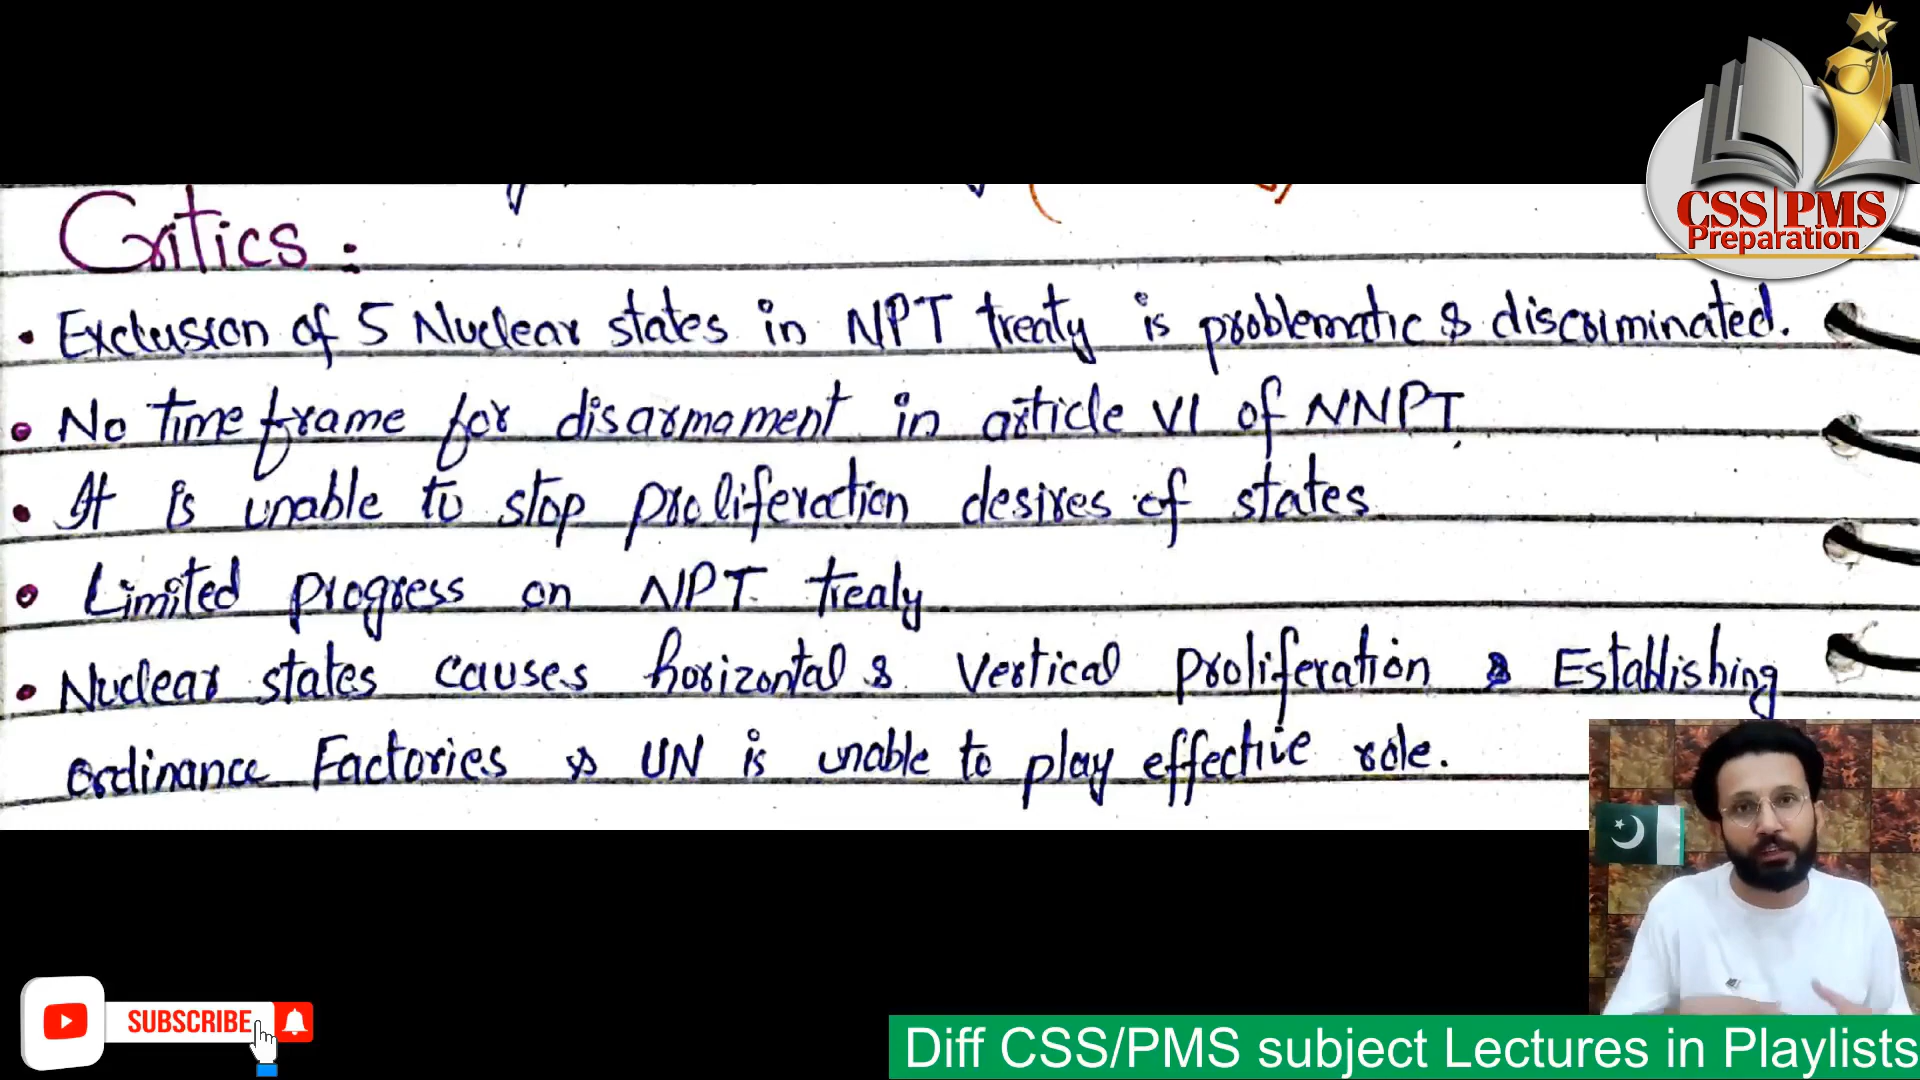 CSS|PMS
Preparation
Critics :
• Exclusion of 5 Nuclear states in NPT treaty is problematic & discriminated.
• No time frame for disarmament in article VI of NNPT.
• It is unable to stop proliferation desires of states
• Limited progress on NPT treaty.
• Nuclear states causes horizontal & Vertical proliferation & Establishing
ordinance Factories UN is unable to play effective role.
SUBSCRIBE
Diff CSS/PMS subject Lectures in Playlists